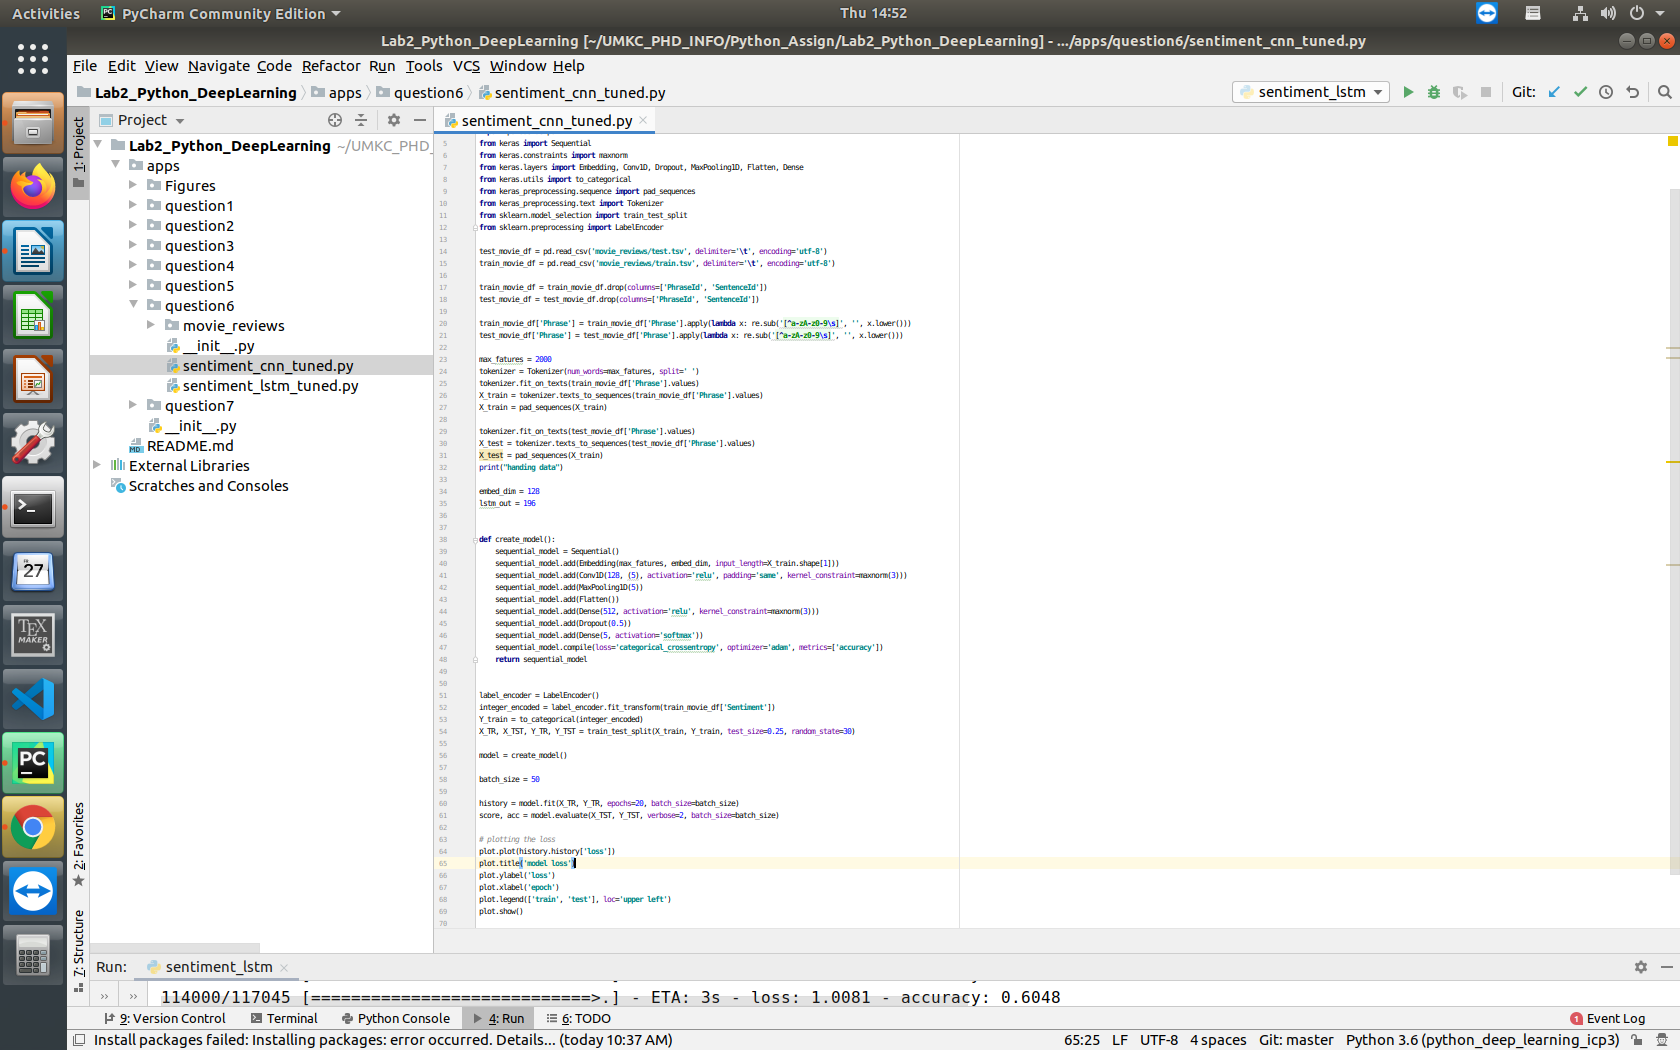 Activities PyCharm Community Edition Thu 14:52
Lab2_Python_DeepLearning [~/UMKC_PHD_INFO/Python_Assign/Lab2_Python_DeepLearning] - .../apps/question6/sentiment_cnn_tuned.py
File Edit View Navigate Code Refactor Run Tools VCS Window Help
Lab2_Python_DeepLearning apps question6 sentiment_cnn_tuned.py sentiment_lstm Git:
1: Project
Project
sentiment_cnn_tuned.py
Lab2_Python_DeepLearning ~/UMKC_PHD_
apps
Figures
question1
question2
question3
question4
question5
question6
movie_reviews
__init__.py
sentiment_cnn_tuned.py
sentiment_lstm_tuned.py
question7
__init__.py
README.md
External Libraries
Scratches and Consoles
5 from keras import Sequential
6 from keras.constraints import maxnorm
7 from keras.layers import Embedding, Conv1D, Dropout, MaxPooling1D, Flatten, Dense
8 from keras.utils import to_categorical
9 from keras_preprocessing.sequence import pad_sequences
10 from keras_preprocessing.text import Tokenizer
11 from sklearn.model_selection import train_test_split
12 from sklearn.preprocessing import LabelEncoder
13
14 test_movie_df = pd.read_csv('movie_reviews/test.tsv', delimiter='\t', encoding='utf-8')
15 train_movie_df = pd.read_csv('movie_reviews/train.tsv', delimiter='\t', encoding='utf-8')
16
17 train_movie_df = train_movie_df.drop(columns=['PhraseId', 'SentenceId'])
18 test_movie_df = test_movie_df.drop(columns=['PhraseId', 'SentenceId'])
19
20 train_movie_df['Phrase'] = train_movie_df['Phrase'].apply(lambda x: re.sub('[^a-zA-z0-9\s]', '', x.lower()))
21 test_movie_df['Phrase'] = test_movie_df['Phrase'].apply(lambda x: re.sub('[^a-zA-z0-9\s]', '', x.lower()))
22
23 max_fatures = 2000
24 tokenizer = Tokenizer(num_words=max_fatures, split=' ')
25 tokenizer.fit_on_texts(train_movie_df['Phrase'].values)
26 X_train = tokenizer.texts_to_sequences(train_movie_df['Phrase'].values)
27 X_train = pad_sequences(X_train)
28
29 tokenizer.fit_on_texts(test_movie_df['Phrase'].values)
30 X_test = tokenizer.texts_to_sequences(test_movie_df['Phrase'].values)
31 X_test = pad_sequences(X_train)
32 print("handing data")
33
34 embed_dim = 128
35 lstm_out = 196
36
37
38 def create_model():
39 sequential_model = Sequential()
40 sequential_model.add(Embedding(max_fatures, embed_dim, input_length=X_train.shape[1]))
41 sequential_model.add(Conv1D(128, (5), activation='relu', padding='same', kernel_constraint=maxnorm(3)))
42 sequential_model.add(MaxPooling1D(5))
43 sequential_model.add(Flatten())
44 sequential_model.add(Dense(512, activation='relu', kernel_constraint=maxnorm(3)))
45 sequential_model.add(Dropout(0.5))
46 sequential_model.add(Dense(5, activation='softmax'))
47 sequential_model.compile(loss='categorical_crossentropy', optimizer='adam', metrics=['accuracy'])
48 return sequential_model
49
50
51 label_encoder = LabelEncoder()
52 integer_encoded = label_encoder.fit_transform(train_movie_df['Sentiment'])
53 Y_train = to_categorical(integer_encoded)
54 X_TR, X_TST, Y_TR, Y_TST = train_test_split(X_train, Y_train, test_size=0.25, random_state=30)
55
56 model = create_model()
57
58 batch_size = 50
59
60 history = model.fit(X_TR, Y_TR, epochs=20, batch_size=batch_size)
61 score, acc = model.evaluate(X_TST, Y_TST, verbose=2, batch_size=batch_size)
62
63 # plotting the loss
64 plot.plot(history.history['loss'])
65 plot.title('model loss')
66 plot.ylabel('loss')
67 plot.xlabel('epoch')
68 plot.legend(['train', 'test'], loc='upper left')
69 plot.show()
70
2: Favorites
7: Structure
27
TEX
MAKER
PC
Run: sentiment_lstm
114000/117045 [============================>.] - ETA: 3s - loss: 1.0081 - accuracy: 0.6048
9: Version Control Terminal Python Console 4: Run 6: TODO 1 Event Log
Install packages failed: Installing packages: error occurred. Details... (today 10:37 AM) 65:25 LF UTF-8 4 spaces Git: master Python 3.6 (python_deep_learning_icp3)